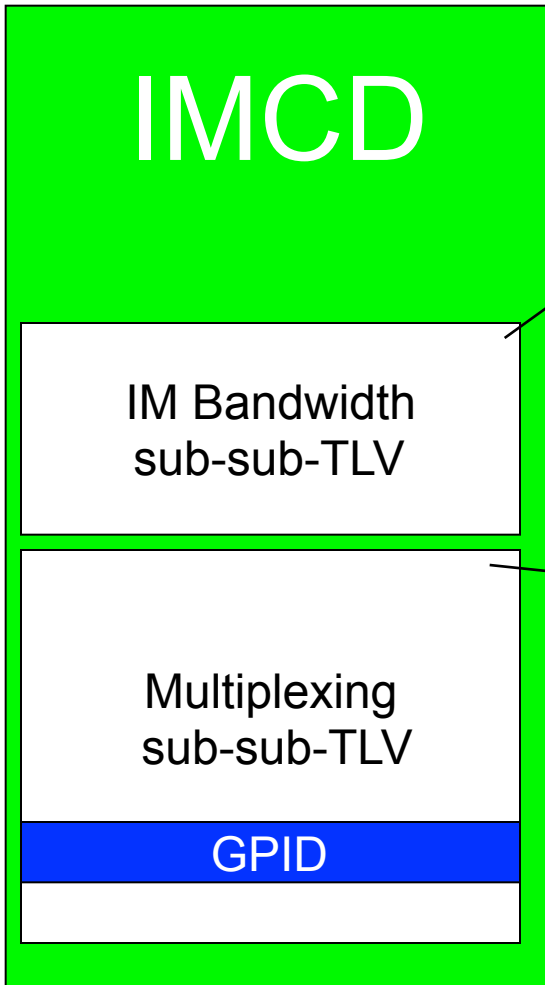 IMCD
IM Bandwidth
sub-sub-TLV
Multiplexing
sub-sub-TLV
GPID